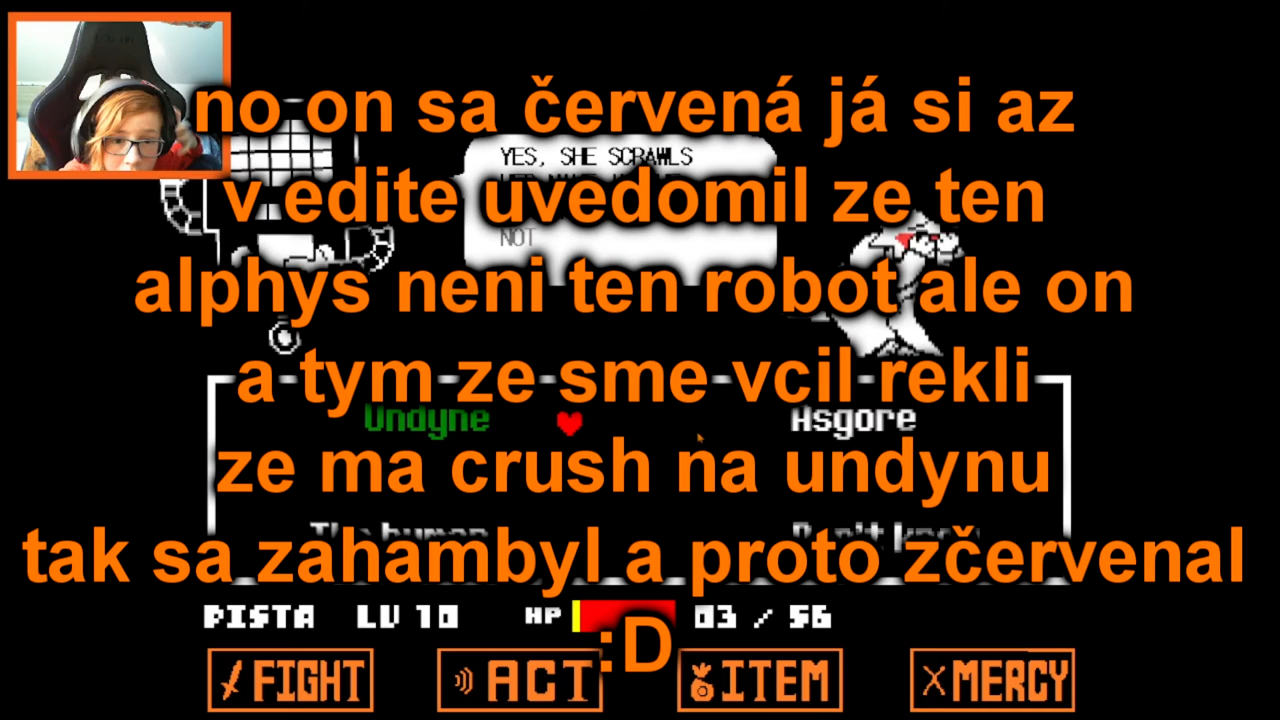 no on sa červená já si az
YES, SHE SCRAWLS
v edite uvedomil ze ten
NOT
alphys neni ten robot ale on
a tym ze sme vcil rekli
Undyne Asgore
ze ma crush na undynu
tak sa zahambyl a proto zčervenal
PISTA LV 10 HP 03 / 56
:D
FIGHT ACT ITEM MERCY